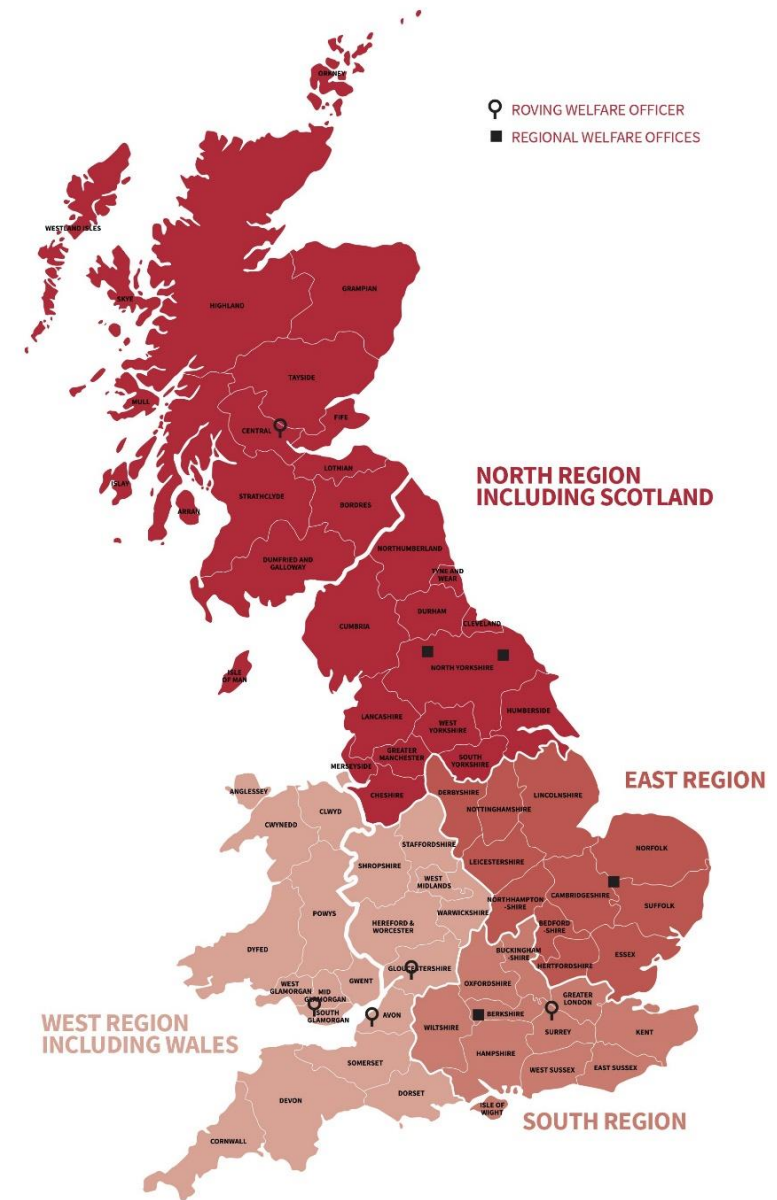 ORKNEY
ROVING WELFARE OFFICER
REGIONAL WELFARE OFFICES
WESTLAND ISLES
SKYE
HIGHLAND
GRAMPIAN
TAYSIDE
MULL
FIFE
CENTRAL
LOTHIAN
NORTH REGION
INCLUDING SCOTLAND
ISLAY
STRATHCLYDE
BORDRES
ARRAN
NORTHUMBERLAND
DUMFRIED AND
GALLOWAY
TYNE AND
WEAR
DURHAM
CUMBRIA
CLEVELAND
NORTH YORKSHIRE
ISLE
OF MAN
LANCASHIRE
HUMBERSIDE
WEST
YORKSHIRE
GREATER
MANCHESTER
SOUTH
YORKSHIRE
MERSEYSIDE
EAST REGION
ANGLESSEY
CHESHIRE
DERBYSHIRE
LINCOLNSHIRE
NOTTINGHAMSHIRE
CLWYD
CWYNEDO
STAFFORDSHIRE
NORFOLK
SHROPSHIRE
LEICESTERSHIRE
WEST
MIDLANDS
CAMBRIDGESHIRE
NORTHHAMPTON
-SHIRE
SUFFOLK
POWYS
WARWICKSHIRE
HEREFORD &
WORCESTER
BEDFORD
-SHIRE
DYFED
BUCKINGHAM
-SHIRE
ESSEX
GLOUCESTERSHIRE
HERTFORDSHIRE
GWENT
OXFORDSHIRE
WEST
GLAMORGAN
MID
GLAMORGAN
GREATER
LONDON
SOUTH
GLAMORGAN
AVON
BERKSHIRE
WEST REGION
INCLUDING WALES
WILTSHIRE
SURREY
KENT
HAMPSHIRE
SOMERSET
WEST SUSSEX
EAST SUSSEX
DEVON
DORSET
ISLE OF
WIGHT
SOUTH REGION
CORNWALL